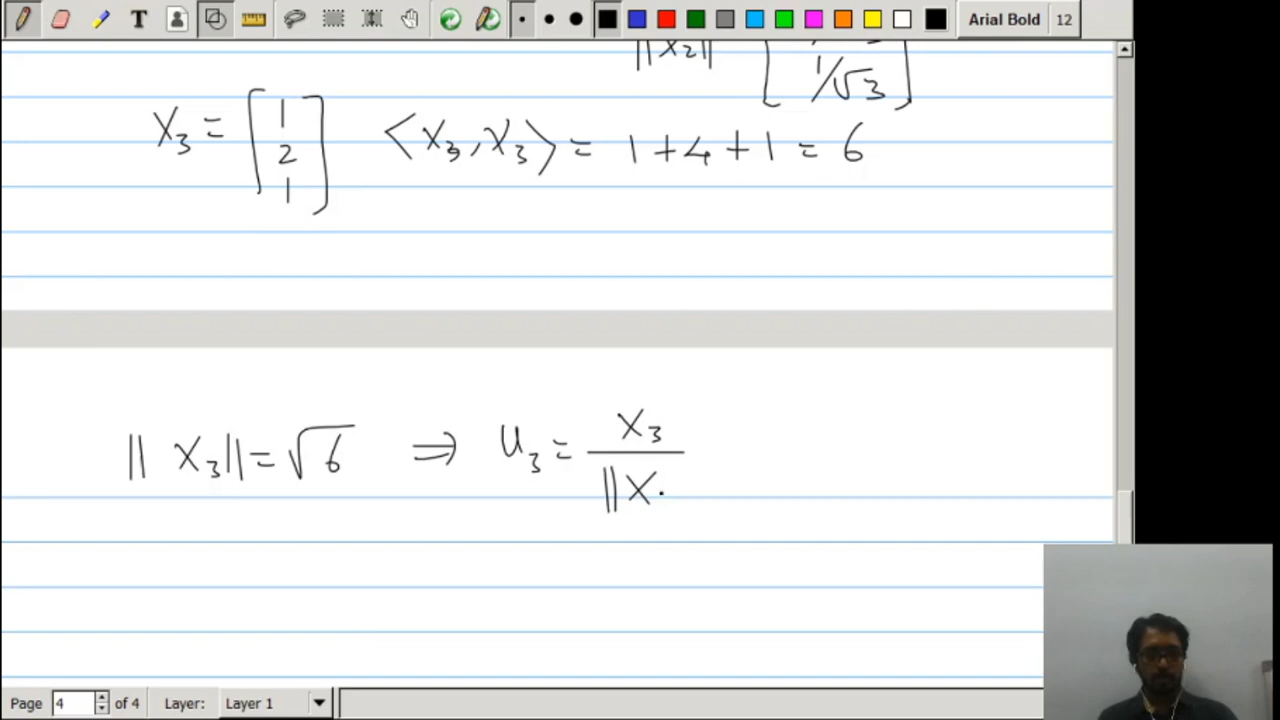 T Arial Bold 12
||X₂|| [ 1/√3 ]
X₃ = [ 1 2 1 ] ⟨X₃, X₃⟩ = 1 + 4 + 1 = 6
|| X₃|| = √6 ⇒ u₃ = X₃ / ||X
Page 4 of 4 Layer: Layer 1